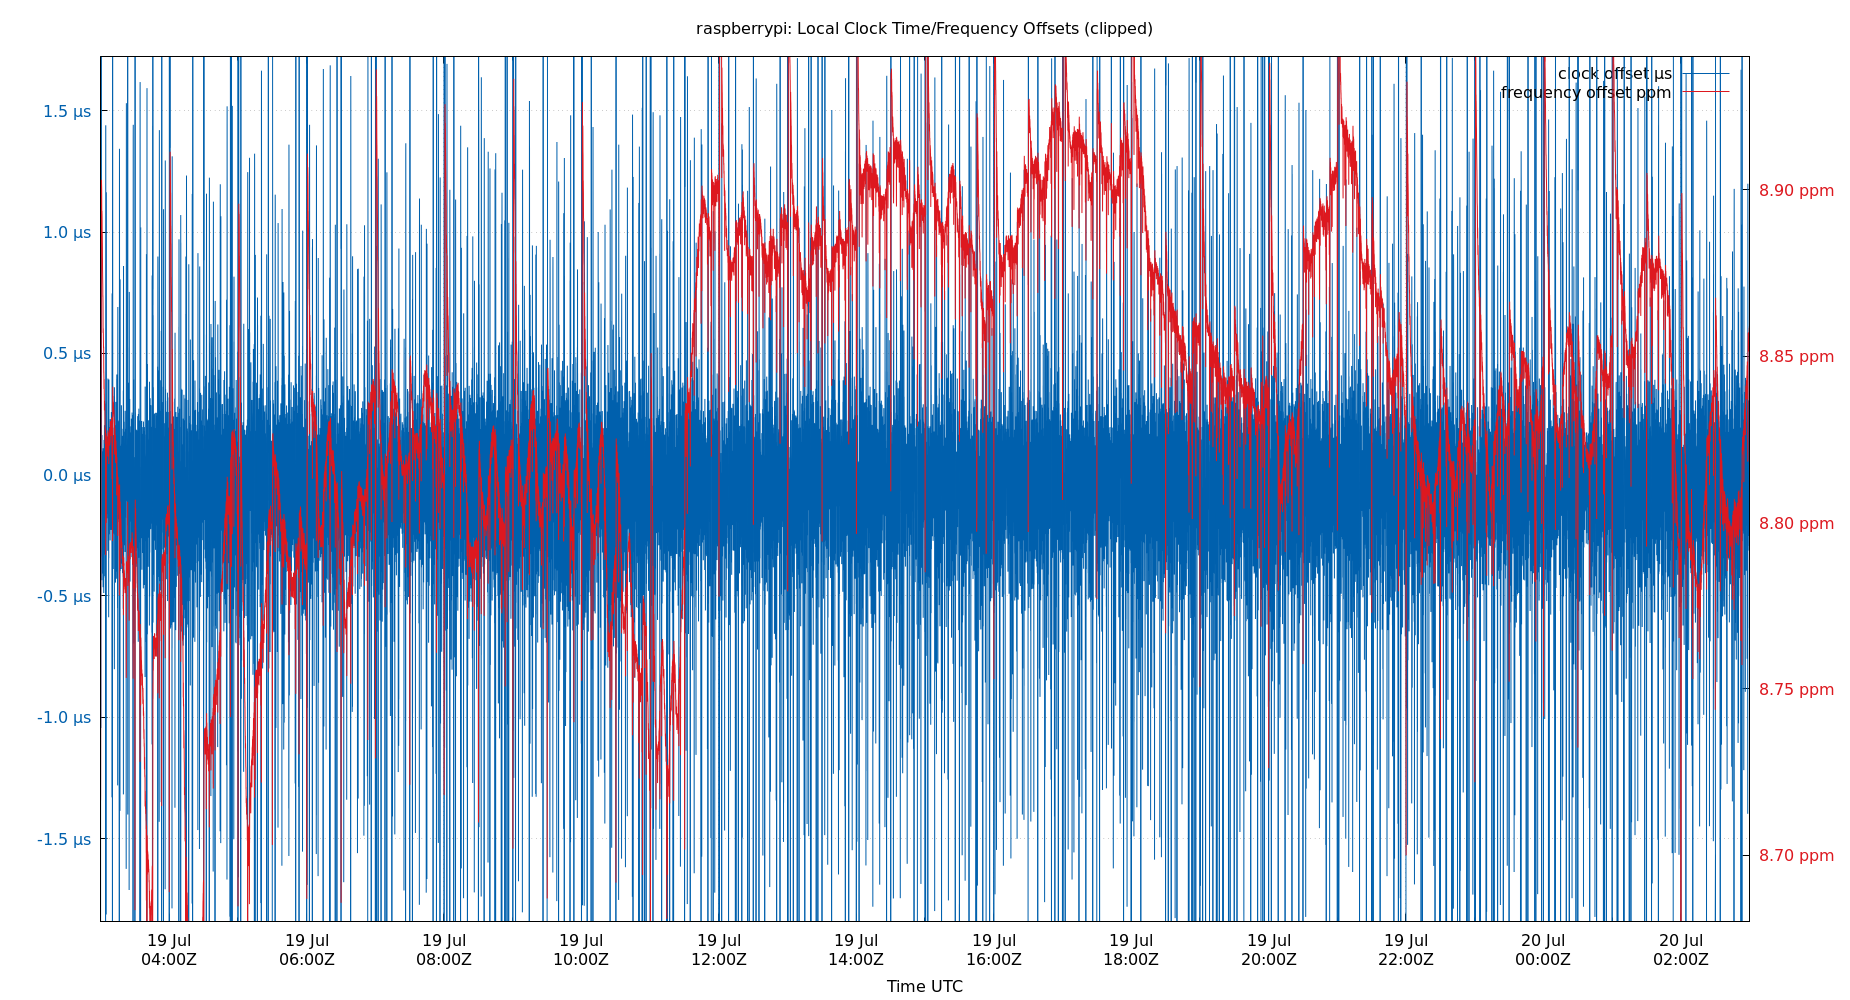 raspberrypi: Local Clock Time/Frequency Offsets (clipped)
clock offset µs
frequency offset ppm
1.5 µs
1.0 µs
0.5 µs
0.0 µs
-0.5 µs
-1.0 µs
-1.5 µs
8.90 ppm
8.85 ppm
8.80 ppm
8.75 ppm
8.70 ppm
19 Jul 19 Jul 19 Jul 19 Jul 19 Jul 19 Jul 19 Jul 19 Jul 19 Jul 19 Jul 20 Jul 20 Jul
04:00Z 06:00Z 08:00Z 10:00Z 12:00Z 14:00Z 16:00Z 18:00Z 20:00Z 22:00Z 00:00Z 02:00Z
Time UTC